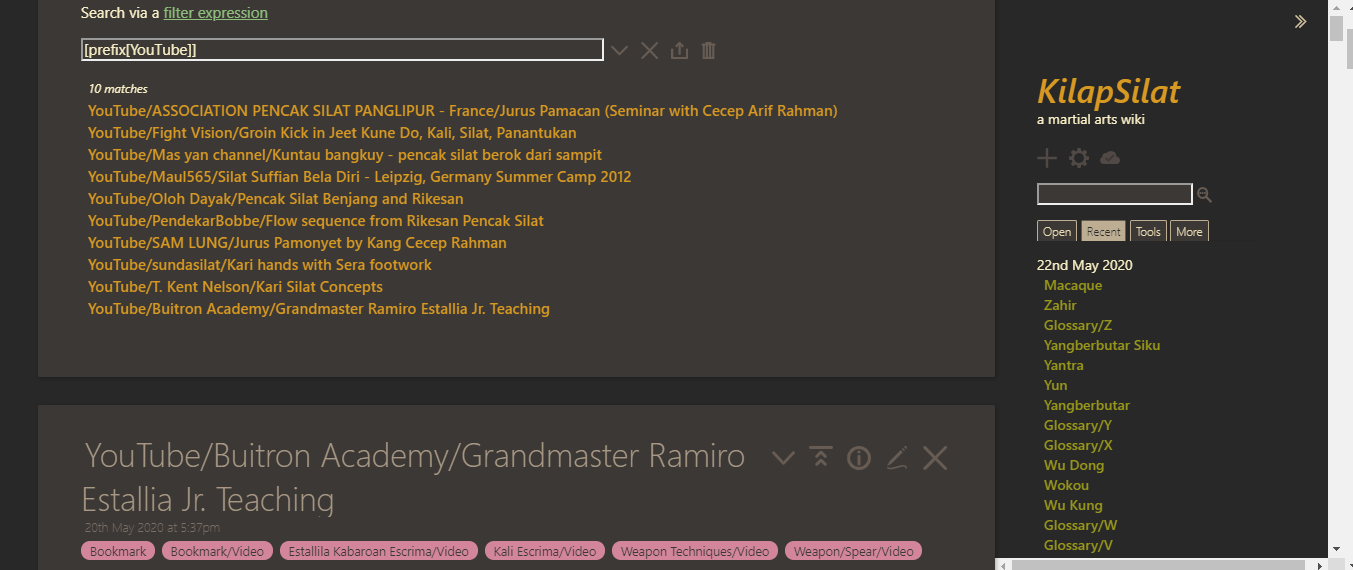 Search via a filter expression
[prefix[YouTube]]
10 matches
YouTube/ASSOCIATION PENCAK SILAT PANGLIPUR - France/Jurus Pamacan (Seminar with Cecep Arif Rahman)
YouTube/Fight Vision/Groin Kick in Jeet Kune Do, Kali, Silat, Panantukan
YouTube/Mas yan channel/Kuntau bangkuy - pencak silat berok dari sampit
YouTube/Maul565/Silat Suffian Bela Diri - Leipzig, Germany Summer Camp 2012
YouTube/Oloh Dayak/Pencak Silat Benjang and Rikesan
YouTube/PendekarBobbe/Flow sequence from Rikesan Pencak Silat
YouTube/SAM LUNG/Jurus Pamonyet by Kang Cecep Rahman
YouTube/sundasilat/Kari hands with Sera footwork
YouTube/T. Kent Nelson/Kari Silat Concepts
YouTube/Buitron Academy/Grandmaster Ramiro Estallia Jr. Teaching
YouTube/Buitron Academy/Grandmaster Ramiro
Estallia Jr. Teaching
20th May 2020 at 5:37pm
Bookmark Bookmark/Video Estallila Kabaroan Escrima/Video Kali Escrima/Video Weapon Techniques/Video Weapon/Spear/Video
KilapSilat
a martial arts wiki
Open Recent Tools More
22nd May 2020
Macaque
Zahir
Glossary/Z
Yangberbutar Siku
Yantra
Yun
Yangberbutar
Glossary/Y
Glossary/X
Wu Dong
Wokou
Wu Kung
Glossary/W
Glossary/V